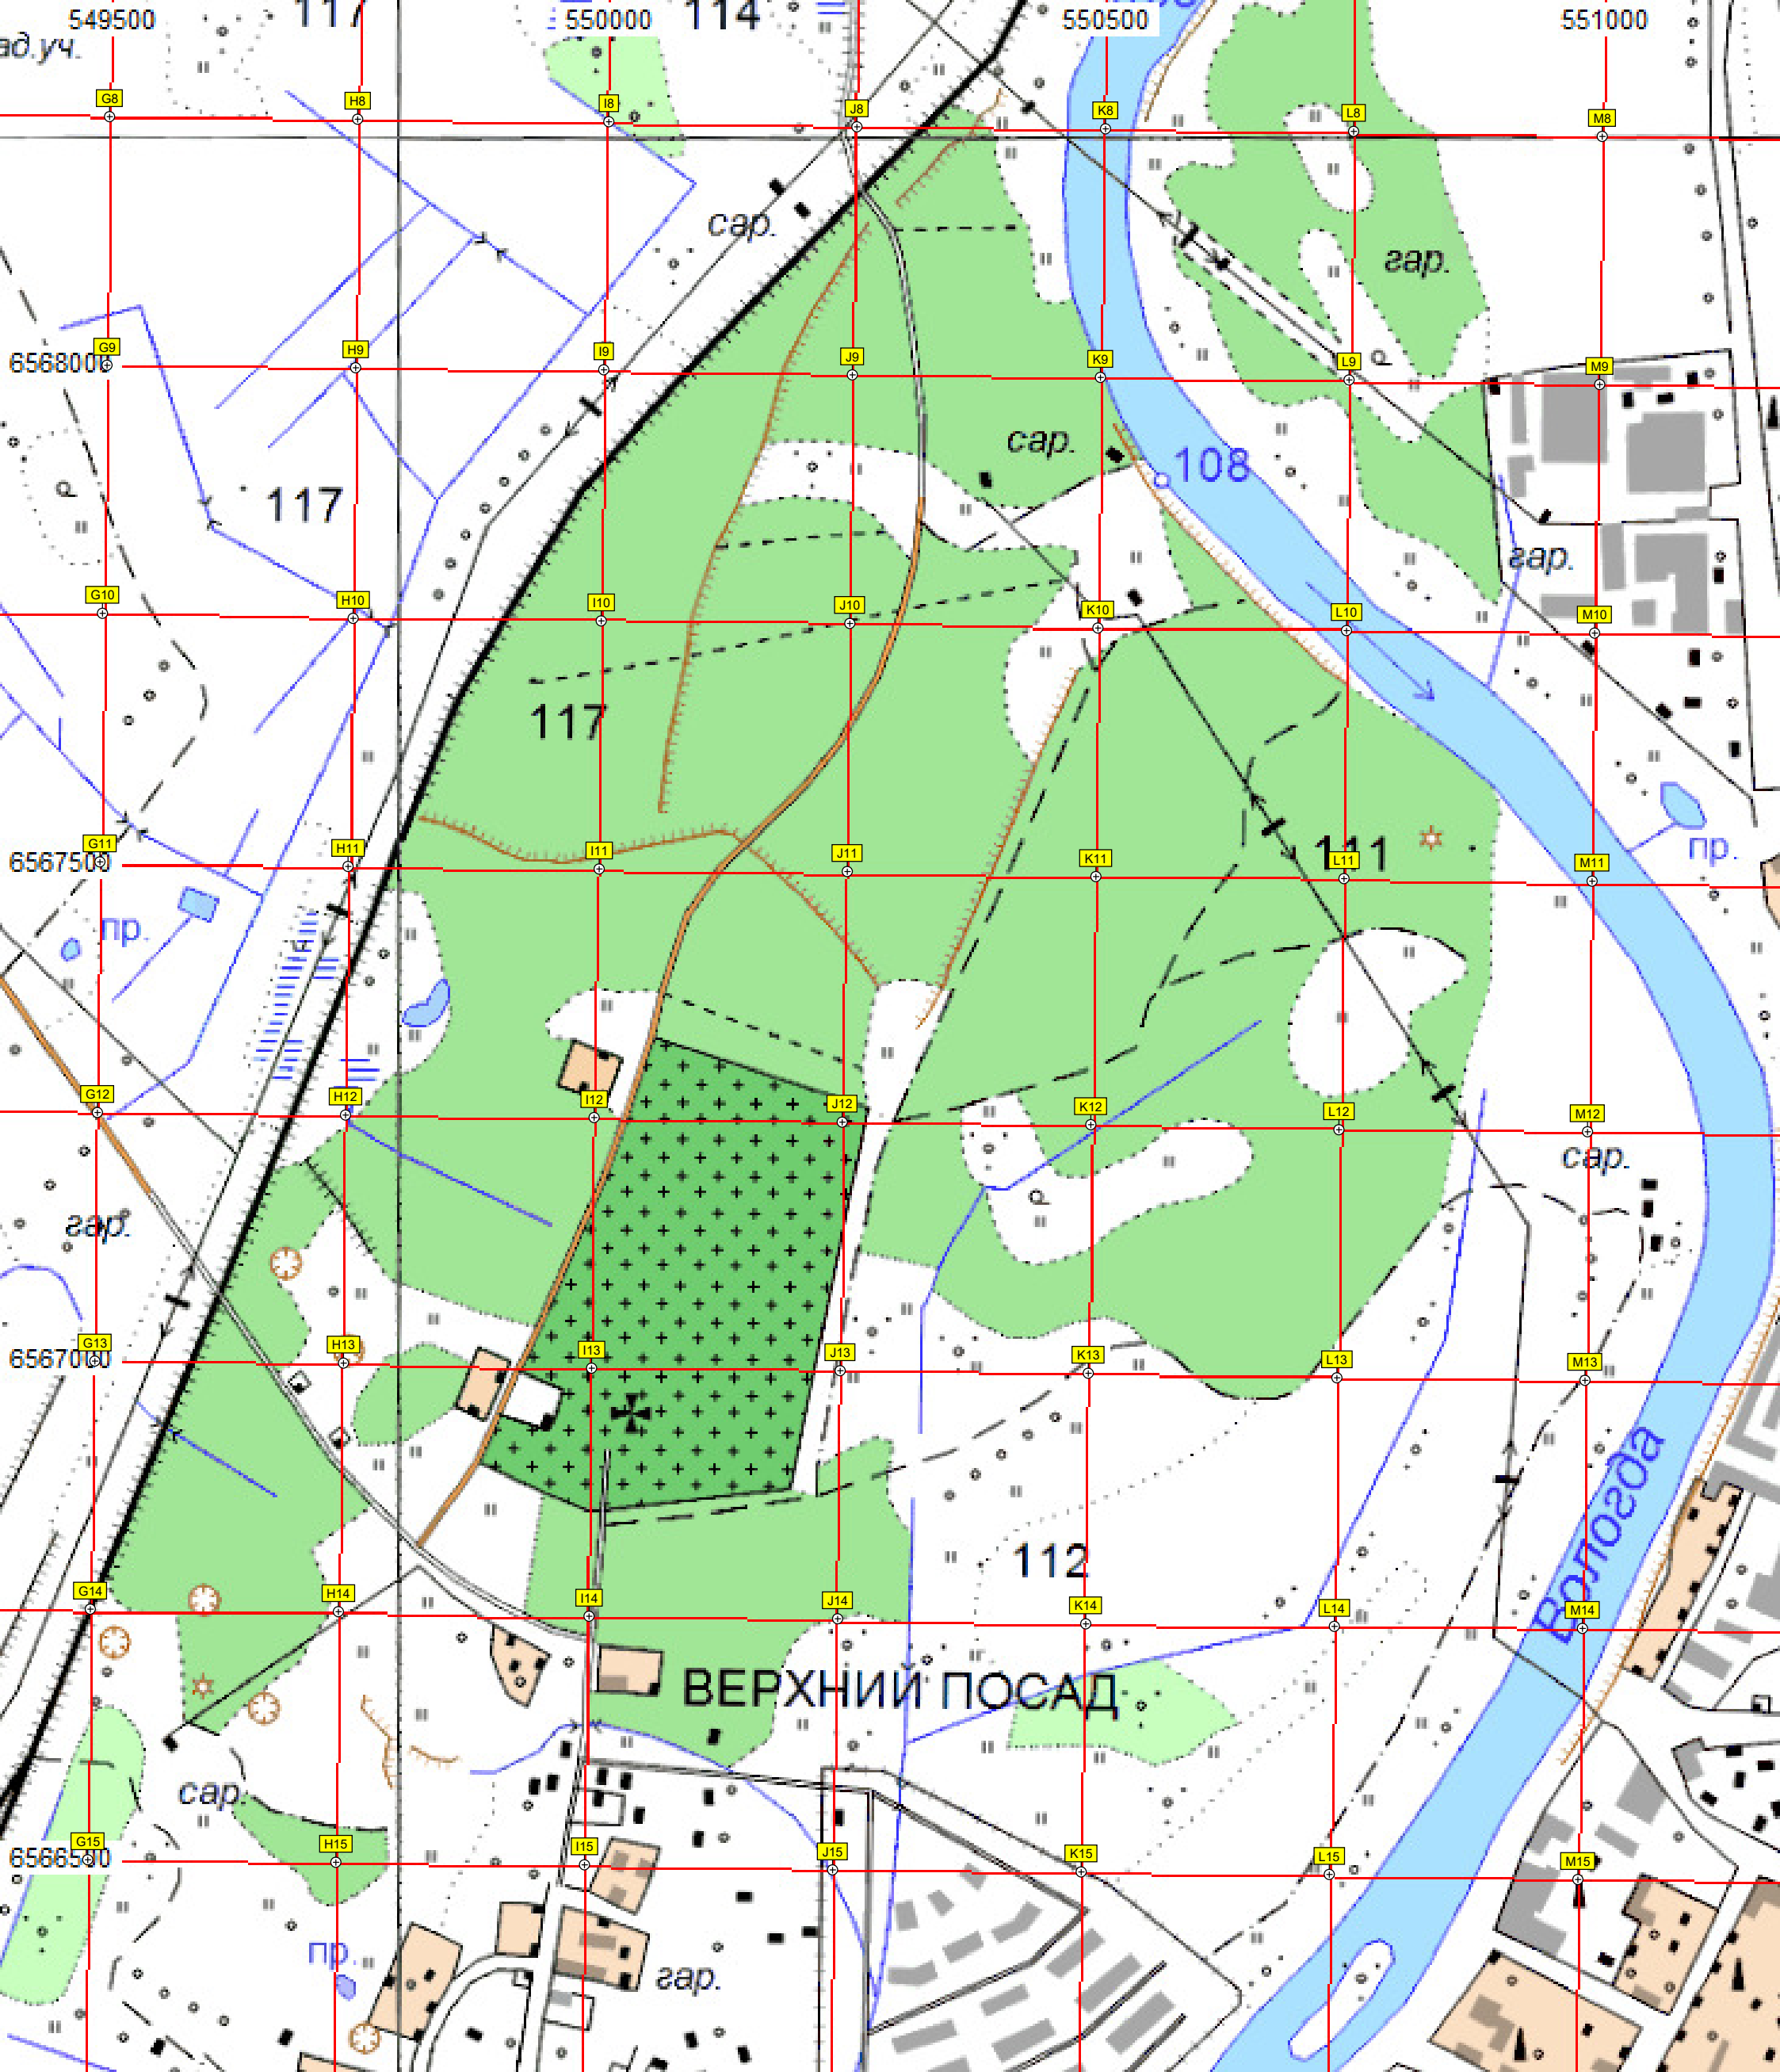 117
114
549500
550000
550500
551000
ад.уч.
G8
H8
I8
J8
K8
L8
M8
сар.
гар.
6568000
G9
H9
I9
J9
K9
L9
M9
сар.
108
117
гар.
G10
H10
I10
J10
K10
L10
M10
117
6567500
G11
H11
I11
J11
K11
L11
M11
111
пр.
пр.
G12
H12
I12
J12
K12
L12
M12
сар.
гар.
6567000
G13
H13
I13
J13
K13
L13
M13
Вологда
112
G14
H14
I14
J14
K14
L14
M14
ВЕРХНИЙ ПОСАД
сар.
6566500
G15
H15
I15
J15
K15
L15
M15
пр.
гар.